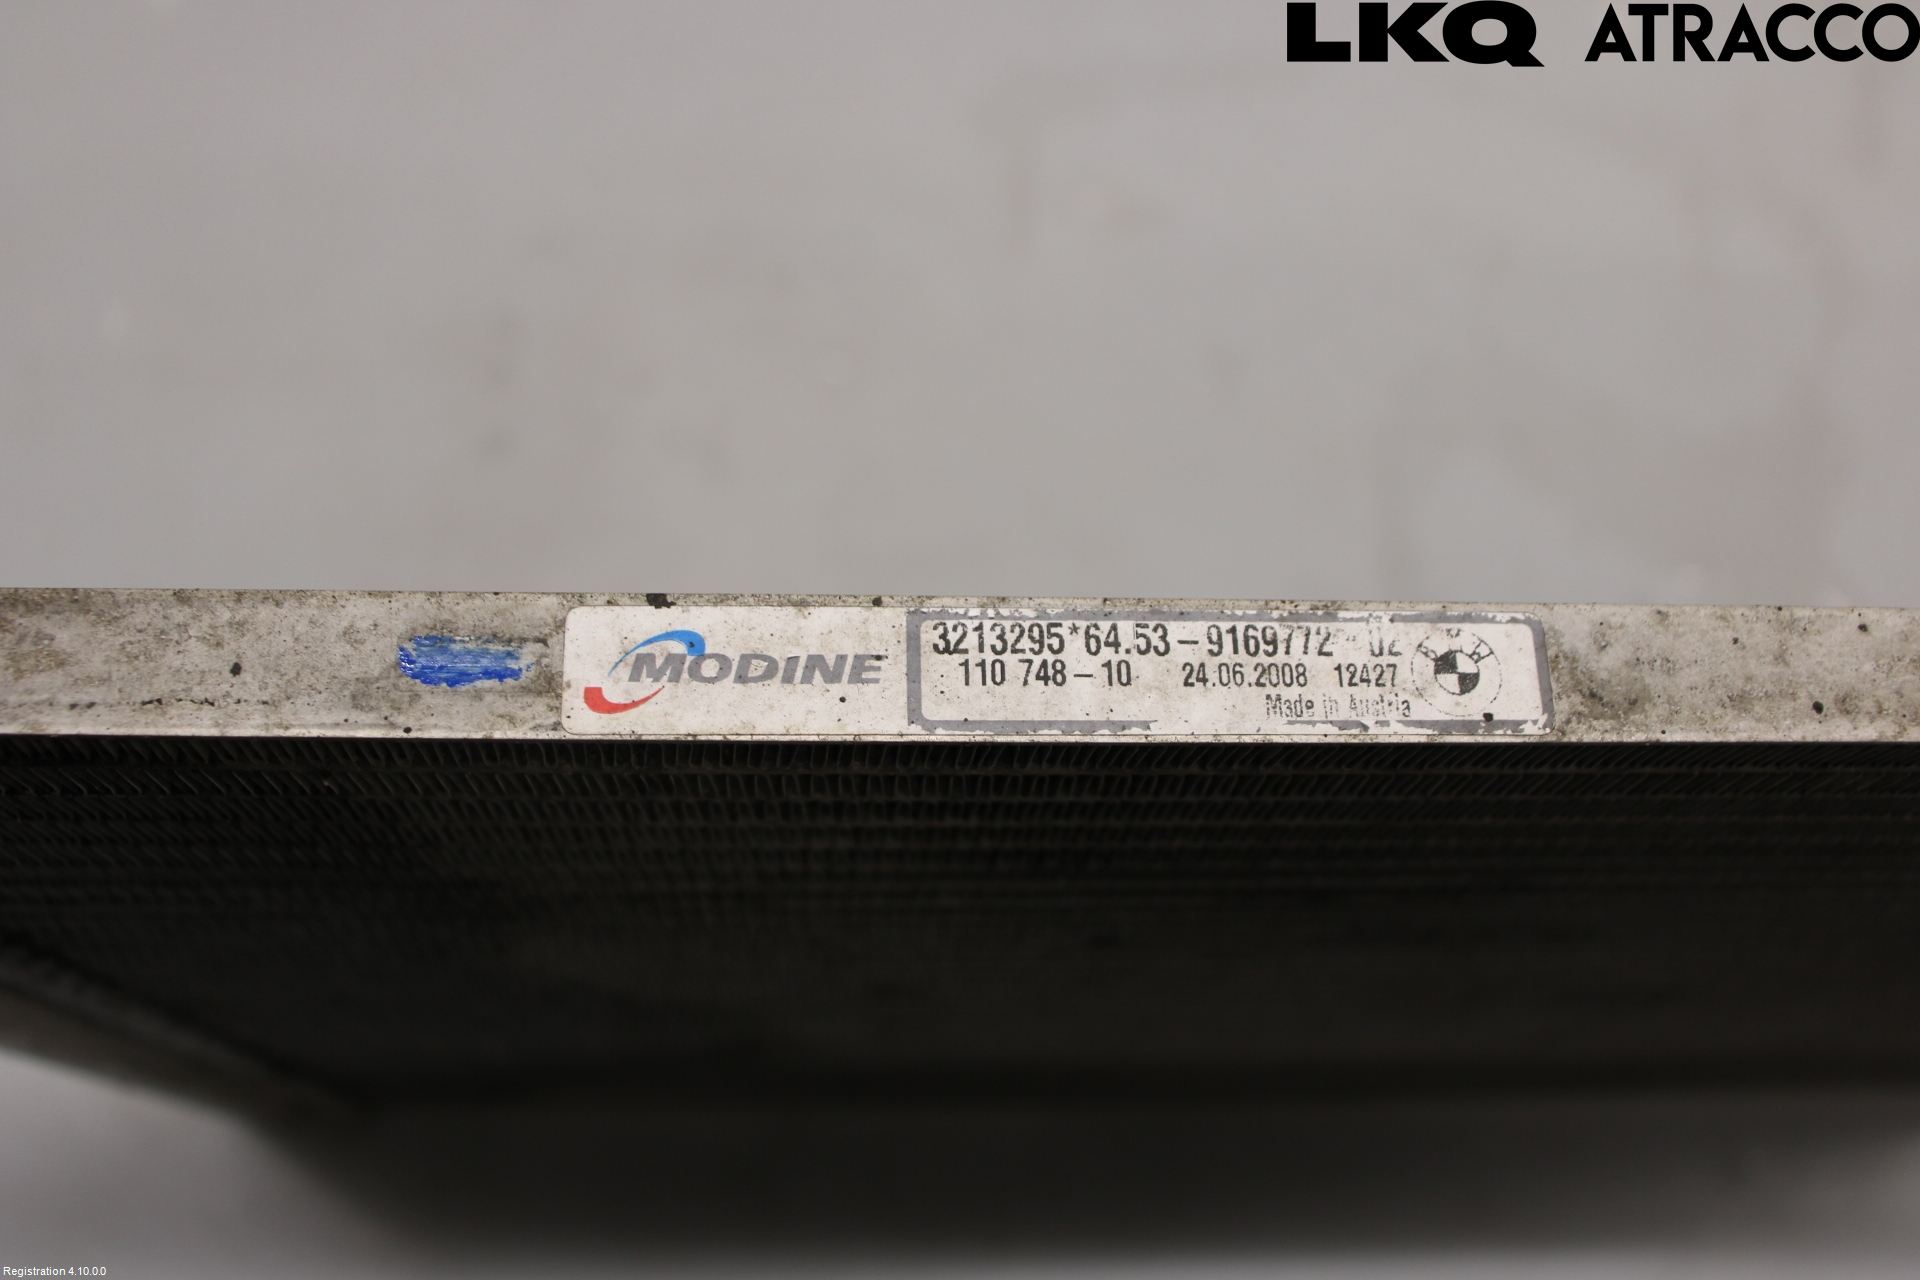 LKQ ATRACCO
MODINE
3213295*64.53-9169772-02
110 748-10 24.06.2008 12427
Made in Austria
BMW
Registration 4.10.0.0